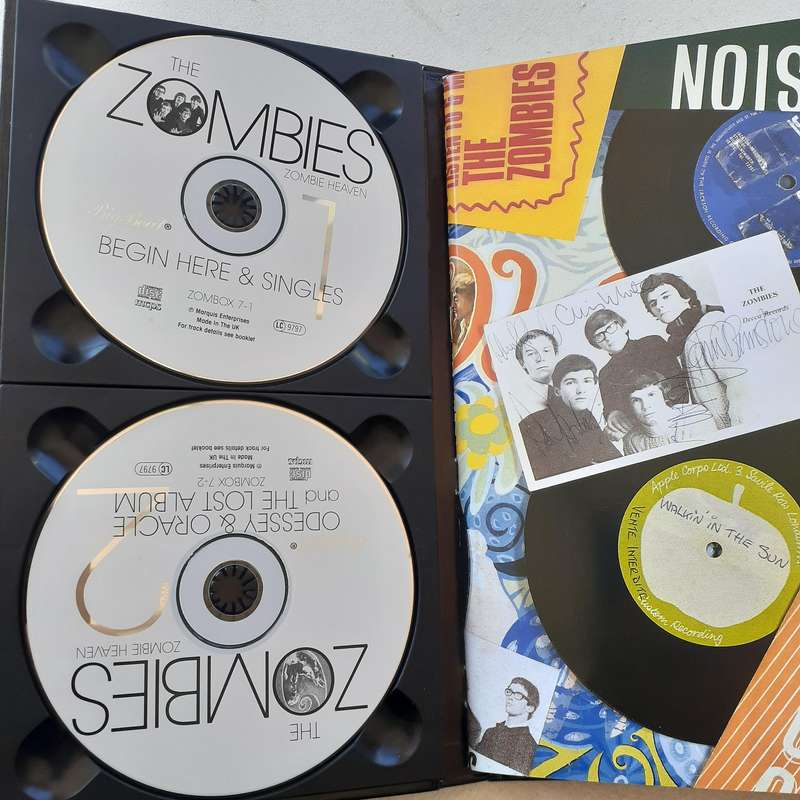 THE
ZOMBIES
ZOMBIE HEAVEN
1
BEGIN HERE & SINGLES
ZOMBOX 7-1
℗ Marquis Enterprises
Made In The UK
For track details see booklet
LC 9797
THE
ZOMBIES
ZOMBIE HEAVEN
2
ODESSEY & ORACLE
and THE LOST ALBUM
ZOMBOX 7-2
℗ Marquis Enterprises
Made In The UK
For track details see booklet
LC 9797
THE
ZOMBIES
NOIS
THE
ZOMBIES
Decca Records
Apple Corps Ltd. 3 Savile Row London
WALKIN' IN THE SUN
VENTE INTERDITE
Custom Recording